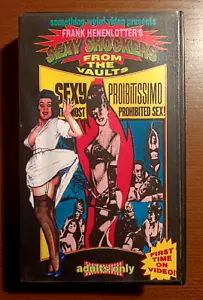 something weird video presents
FRANK HENENLOTTER'S
SEXY SHOCKERS
FROM THE VAULTS
SEXY PROIBITISSIMO
MOST PROHIBITED SEX!
FIRST
TIME ON
VIDEO!
adults only